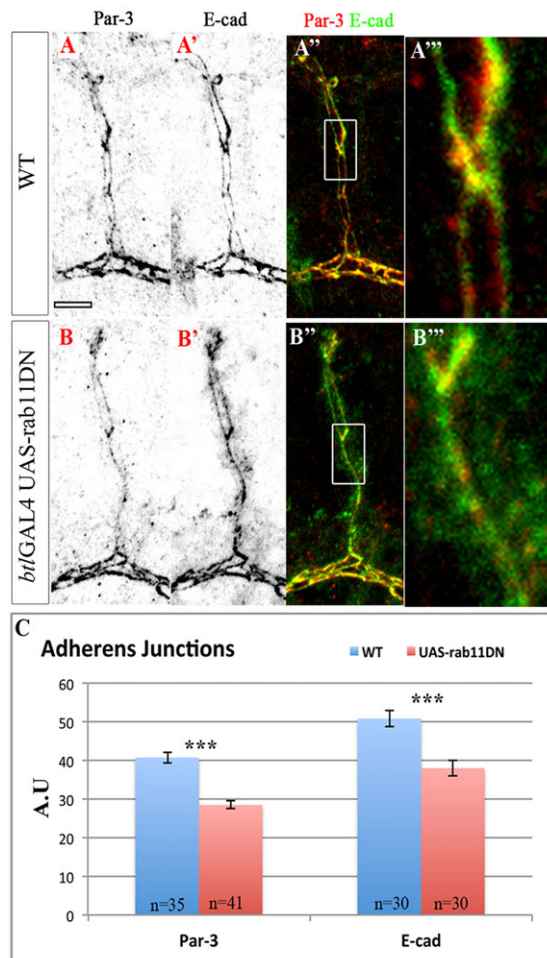 Par-3
E-cad
Par-3 E-cad
WT
A
A'
A''
A'''
btlGAL4 UAS-rab11DN
B
B'
B''
B'''
C
Adherens Junctions
WT
UAS-rab11DN
A.U
60
50
40
30
20
10
0
***
***
n=35
n=41
n=30
n=30
Par-3
E-cad